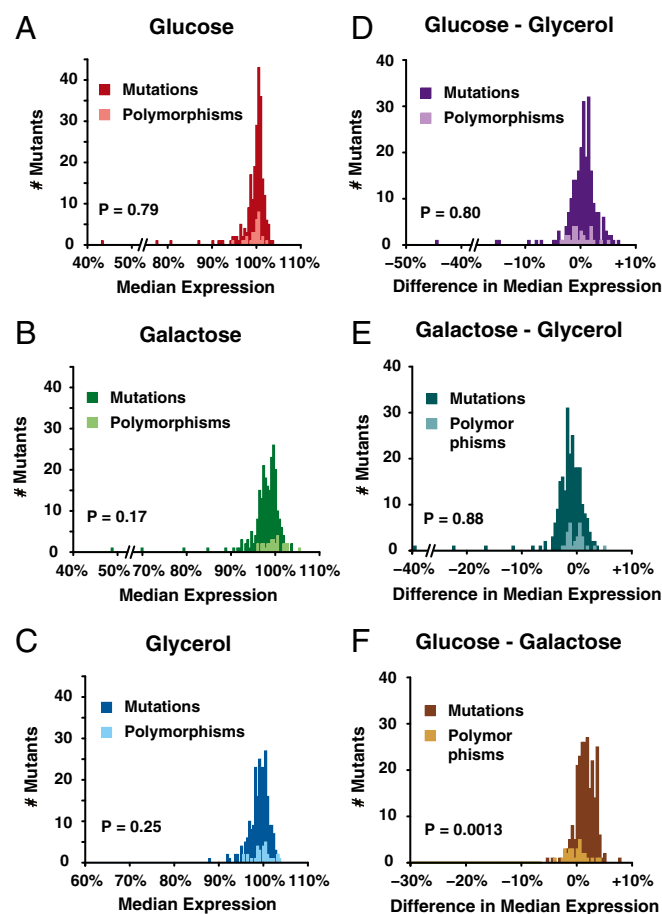 A Glucose
# Mutants
40
30
20
10
0
Mutations
Polymorphisms
P = 0.79
40% 50% 80% 90% 100% 110%
Median Expression
D Glucose - Glycerol
# Mutants
40
30
20
10
0
Mutations
Polymorphisms
P = 0.80
−50% −40% −10% 0% +10%
Difference in Median Expression
B Galactose
# Mutants
40
30
20
10
0
Mutations
Polymorphisms
P = 0.17
40% 50% 70% 80% 90% 100% 110%
Median Expression
E Galactose - Glycerol
# Mutants
40
30
20
10
0
Mutations
Polymor
phisms
P = 0.88
−40% −20% −10% 0% +10%
Difference in Median Expression
C Glycerol
# Mutants
40
30
20
10
0
Mutations
Polymorphisms
P = 0.25
60% 70% 80% 90% 100% 110%
Median Expression
F Glucose - Galactose
# Mutants
40
30
20
10
0
Mutations
Polymor
phisms
P = 0.0013
−30% −20% −10% 0% +10%
Difference in Median Expression